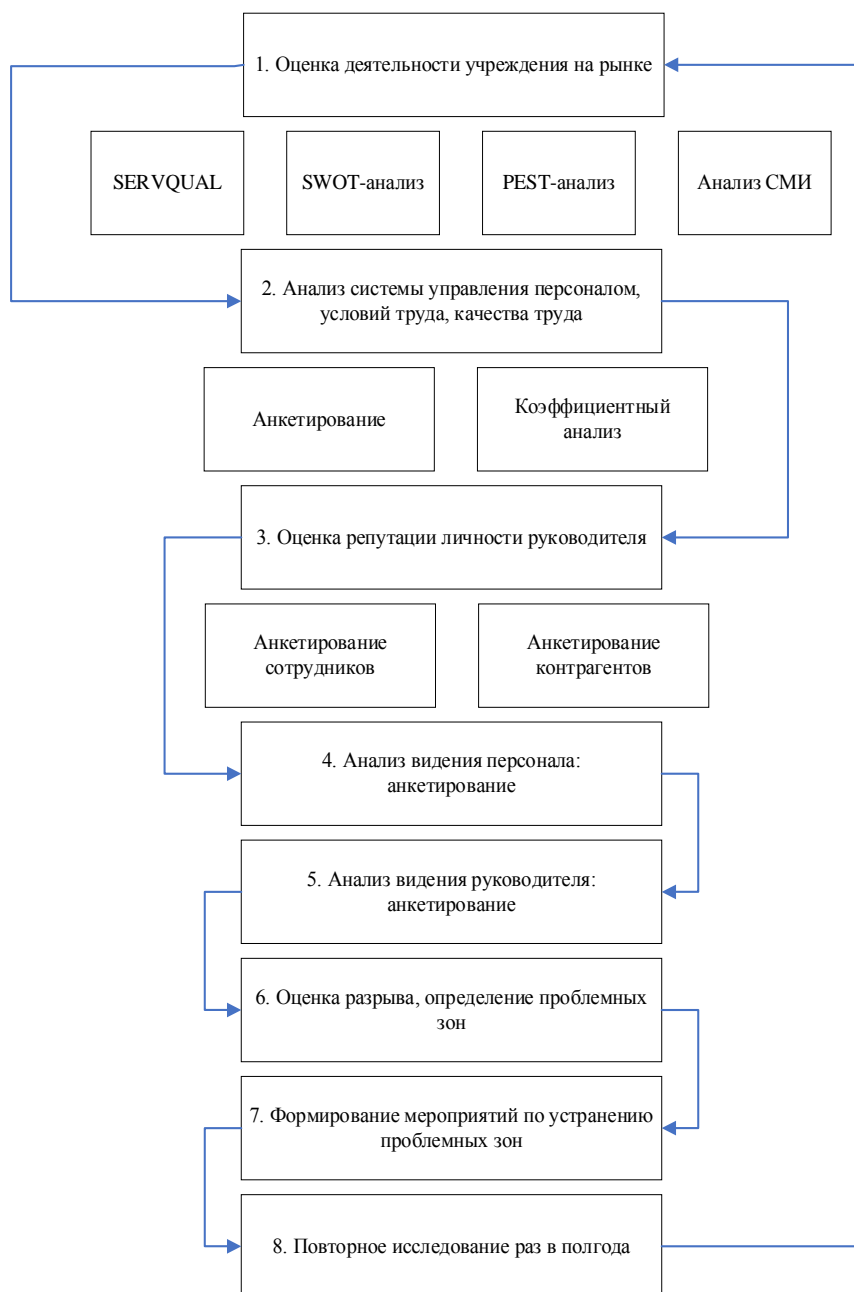 1. Оценка деятельности учреждения на рынке
SERVQUAL
SWOT-анализ
PEST-анализ
Анализ СМИ
2. Анализ системы управления персоналом,
условий труда, качества труда
Анкетирование
Коэффициентный
анализ
3. Оценка репутации личности руководителя
Анкетирование
сотрудников
Анкетирование
контрагентов
4. Анализ видения персонала:
анкетирование
5. Анализ видения руководителя:
анкетирование
6. Оценка разрыва, определение проблемных
зон
7. Формирование мероприятий по устранению
проблемных зон
8. Повторное исследование раз в полгода